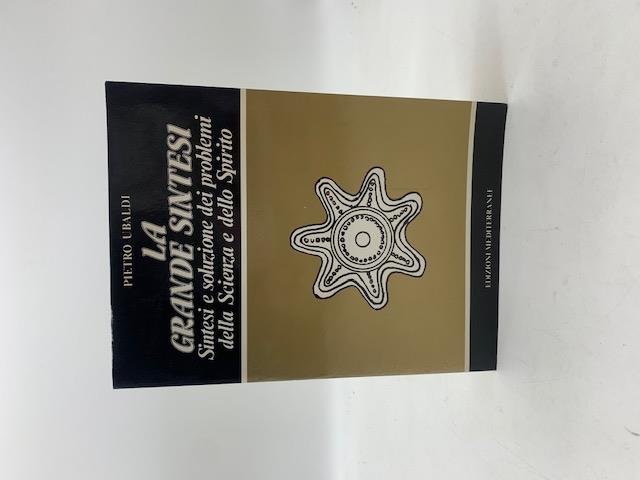 PIETRO UBALDI
LA
GRANDE SINTESI
Sintesi e soluzione dei problemi
della Scienza e dello Spirito
EDIZIONI MEDITERRANEE